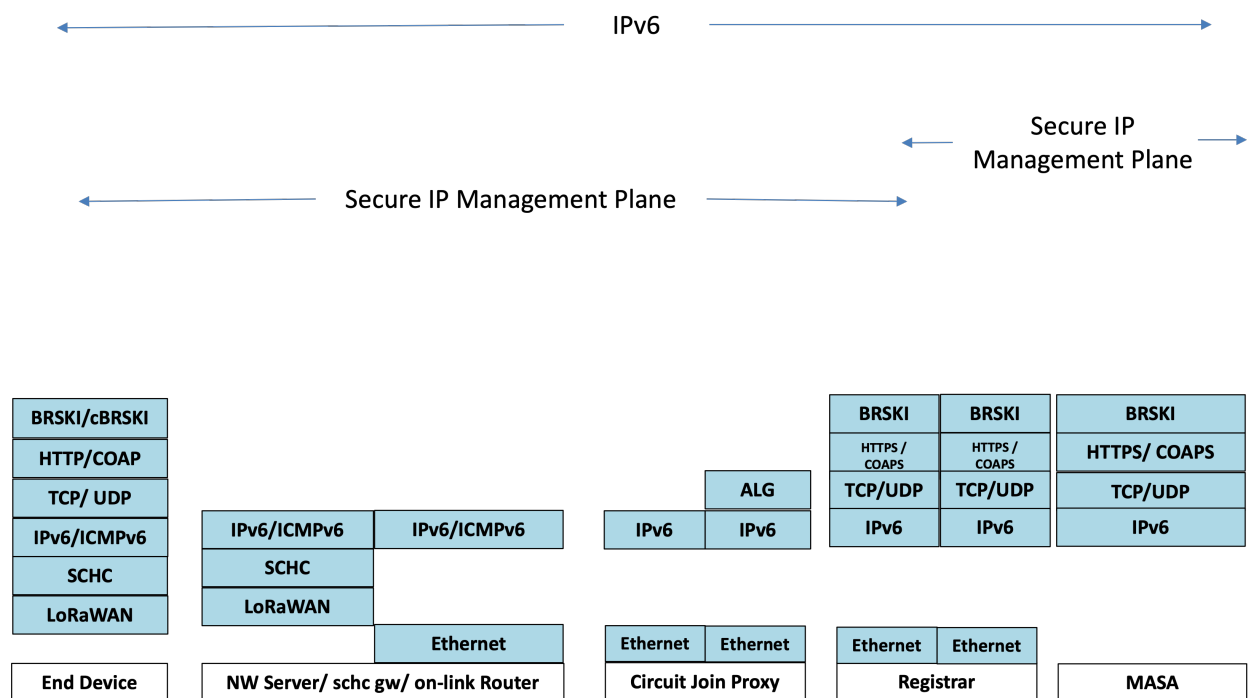 IPv6
Secure IP
Management Plane
Secure IP Management Plane
BRSKI/cBRSKI
HTTP/COAP
TCP/ UDP
IPv6/ICMPv6
SCHC
LoRaWAN
End Device
IPv6/ICMPv6
IPv6/ICMPv6
SCHC
LoRaWAN
Ethernet
NW Server/ schc gw/ on-link Router
ALG
IPv6
IPv6
Ethernet
Ethernet
Circuit Join Proxy
BRSKI
BRSKI
HTTPS /
COAPS
HTTPS /
COAPS
TCP/UDP
TCP/UDP
IPv6
IPv6
Ethernet
Ethernet
Registrar
BRSKI
HTTPS/ COAPS
TCP/UDP
IPv6
MASA